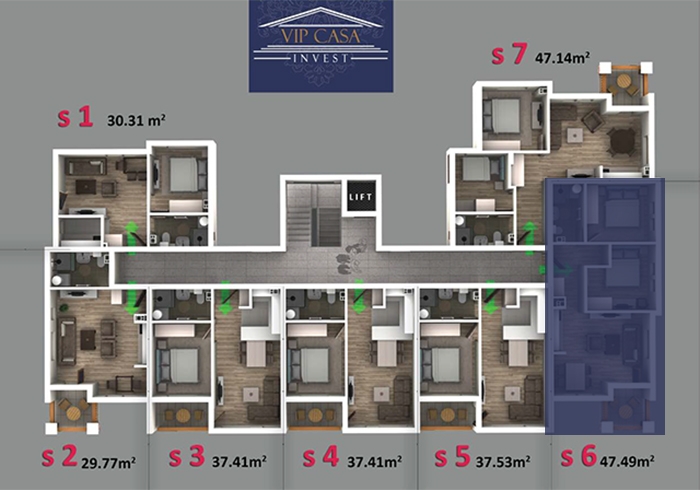 VIP CASA
INVEST
s 7 47.14m²
s 1 30.31 m²
LIFT
s 2 29.77m²
s 3 37.41m²
s 4 37.41m²
s 5 37.53m²
s 6 47.49m²